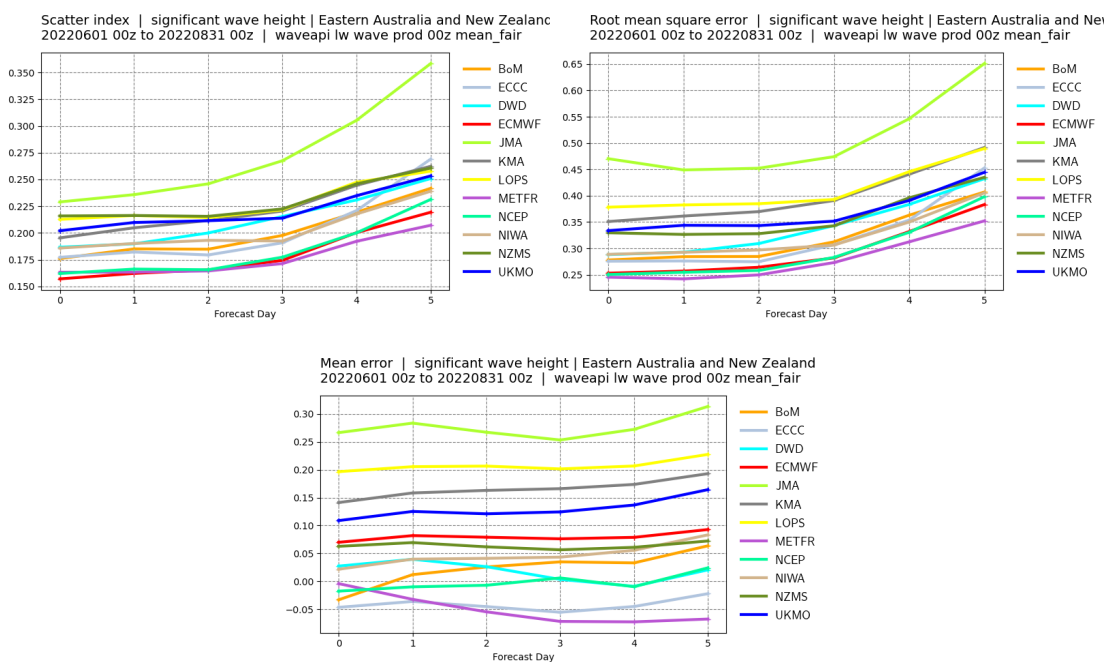 Scatter index | significant wave height | Eastern Australia and New Zealand
20220601 00z to 20220831 00z | waveapi lw wave prod 00z mean_fair
0.350
0.325
0.300
0.275
0.250
0.225
0.200
0.175
0.150
0 1 2 3 4 5
Forecast Day
BoM
ECCC
DWD
ECMWF
JMA
KMA
LOPS
METFR
NCEP
NIWA
NZMS
UKMO
Root mean square error | significant wave height | Eastern Australia and New
20220601 00z to 20220831 00z | waveapi lw wave prod 00z mean_fair
0.65
0.60
0.55
0.50
0.45
0.40
0.35
0.30
0.25
0 1 2 3 4 5
Forecast Day
BoM
ECCC
DWD
ECMWF
JMA
KMA
LOPS
METFR
NCEP
NIWA
NZMS
UKMO
Mean error | significant wave height | Eastern Australia and New Zealand
20220601 00z to 20220831 00z | waveapi lw wave prod 00z mean_fair
0.30
0.25
0.20
0.15
0.10
0.05
0.00
−0.05
0 1 2 3 4 5
Forecast Day
BoM
ECCC
DWD
ECMWF
JMA
KMA
LOPS
METFR
NCEP
NIWA
NZMS
UKMO